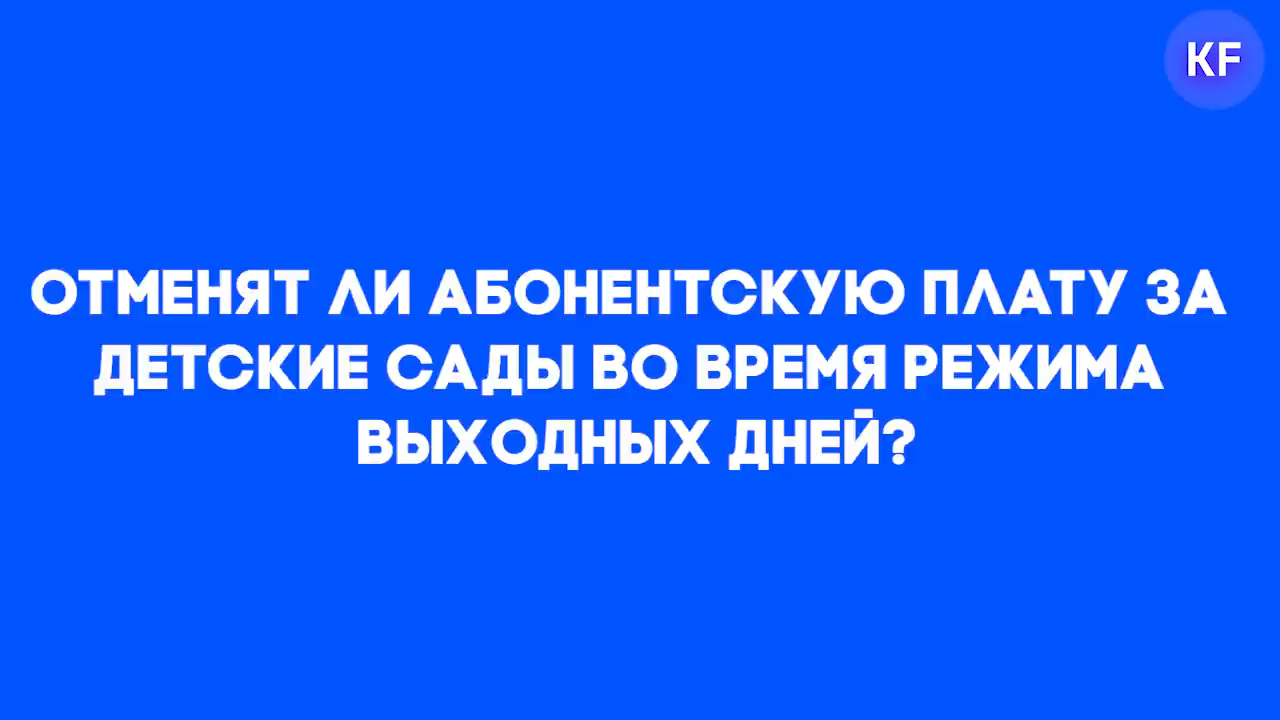 KF
ОТМЕНЯТ ЛИ АБОНЕНТСКУЮ ПЛАТУ ЗА
ДЕТСКИЕ САДЫ ВО ВРЕМЯ РЕЖИМА
ВЫХОДНЫХ ДНЕЙ?